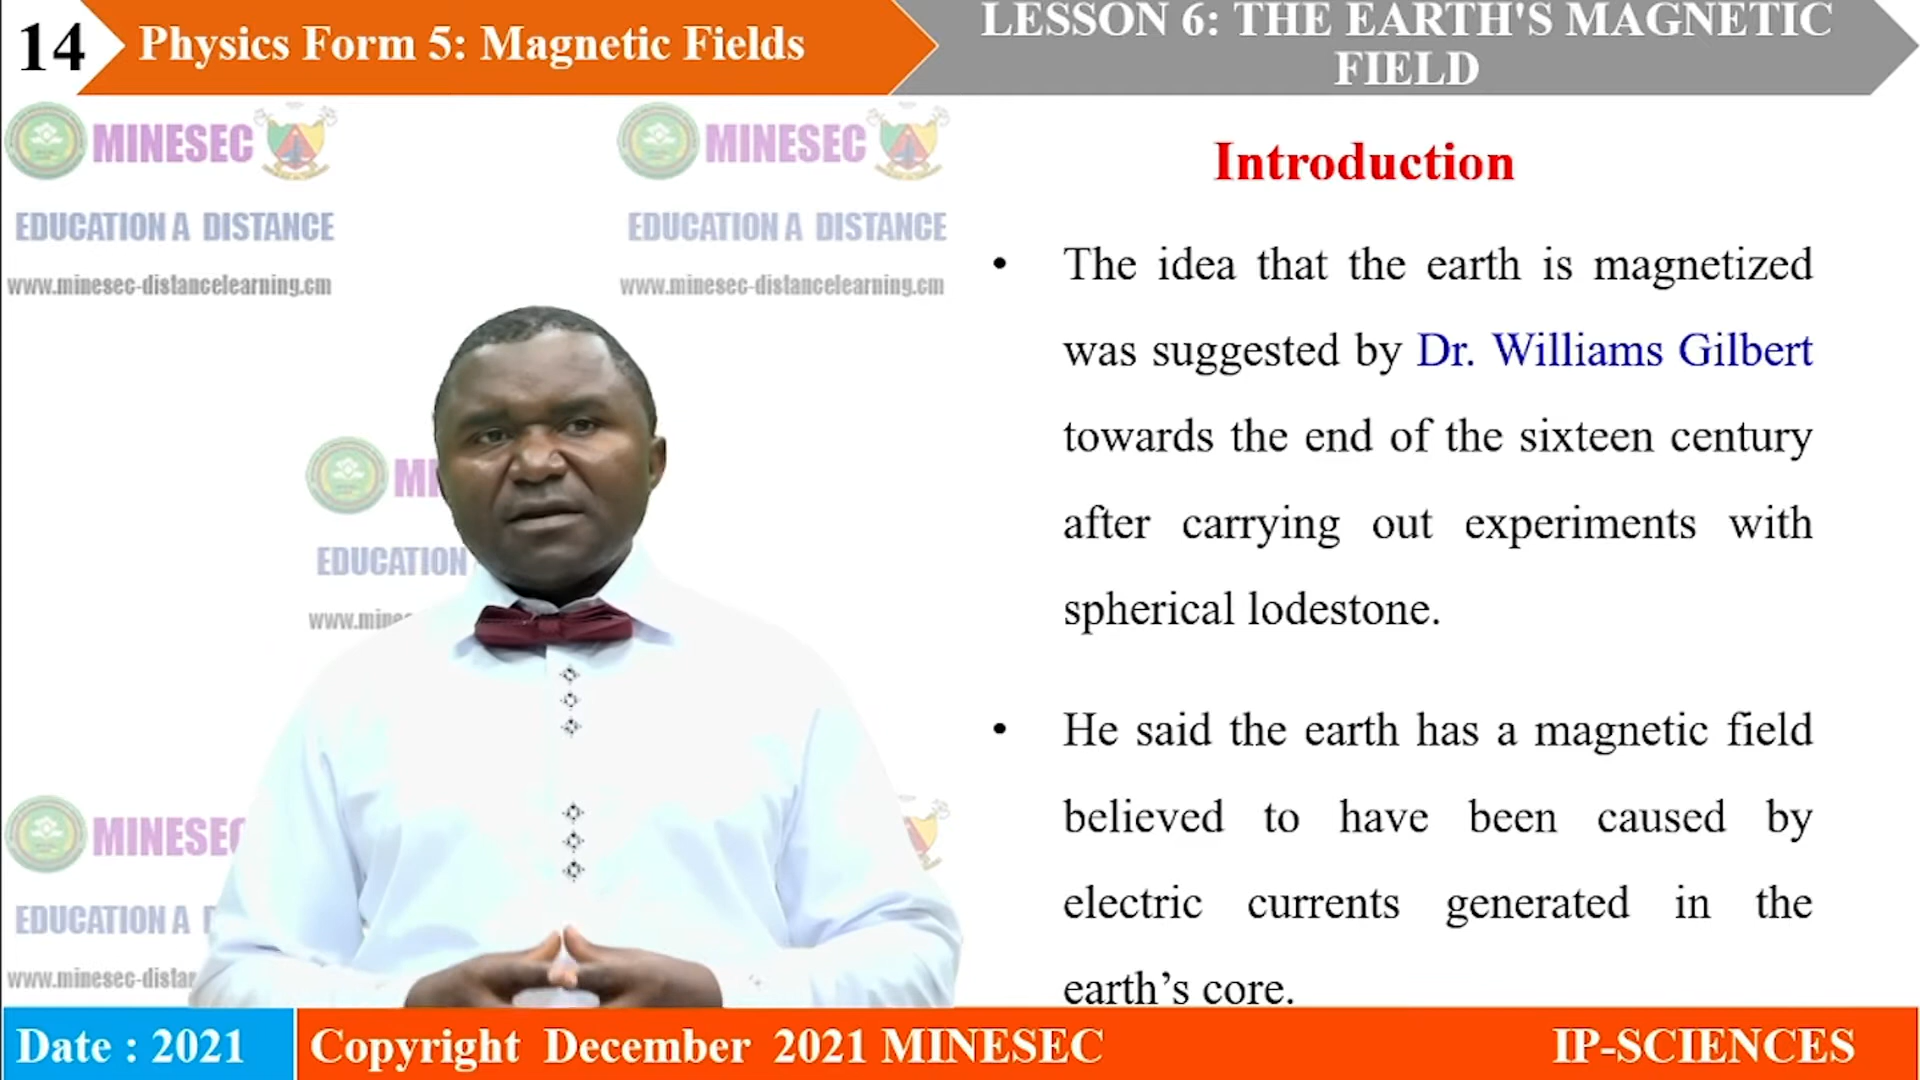 14
Physics Form 5: Magnetic Fields
LESSON 6: THE EARTH'S MAGNETIC
FIELD
MINESEC
EDUCATION A DISTANCE
www.minesec-distancelearning.cm
MINESEC
EDUCATION A DISTANCE
www.minesec-distancelearning.cm
EDUCATION
MINESEC
EDUCATION A
Introduction
• The idea that the earth is magnetized
was suggested by Dr. Williams Gilbert
towards the end of the sixteen century
after carrying out experiments with
spherical lodestone.
• He said the earth has a magnetic field
believed to have been caused by
electric currents generated in the
earth’s core.
Date : 2021
Copyright December 2021 MINESEC
IP-SCIENCES